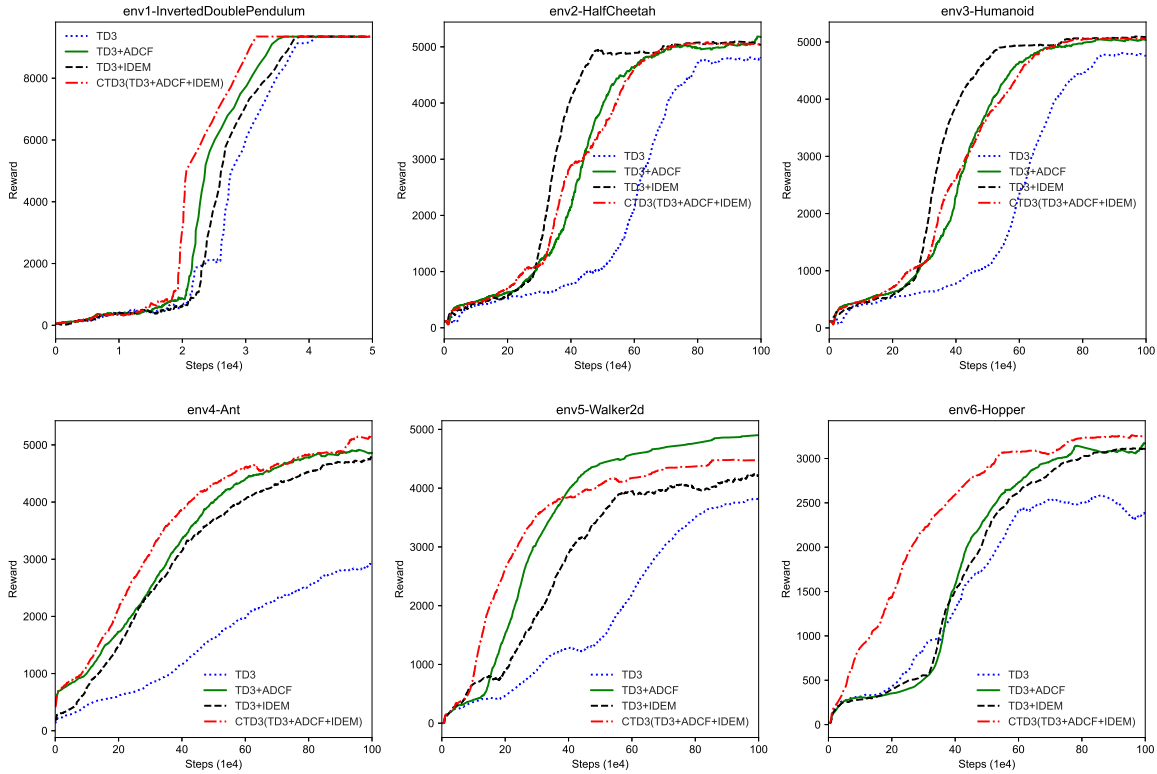 env1-InvertedDoublePendulum
Reward
8000
6000
4000
2000
0
TD3
TD3+ADCF
TD3+IDEM
CTD3(TD3+ADCF+IDEM)
0 1 2 3 4 5
Steps (1e4)
env2-HalfCheetah
Reward
5000
4000
3000
2000
1000
0
TD3
TD3+ADCF
TD3+IDEM
CTD3(TD3+ADCF+IDEM)
0 20 40 60 80 100
Steps (1e4)
env3-Humanoid
Reward
5000
4000
3000
2000
1000
0
TD3
TD3+ADCF
TD3+IDEM
CTD3(TD3+ADCF+IDEM)
0 20 40 60 80 100
Steps (1e4)
env4-Ant
Reward
5000
4000
3000
2000
1000
0
TD3
TD3+ADCF
TD3+IDEM
CTD3(TD3+ADCF+IDEM)
0 20 40 60 80 100
Steps (1e4)
env5-Walker2d
Reward
5000
4000
3000
2000
1000
0
TD3
TD3+ADCF
TD3+IDEM
CTD3(TD3+ADCF+IDEM)
0 20 40 60 80 100
Steps (1e4)
env6-Hopper
Reward
3000
2500
2000
1500
1000
500
0
TD3
TD3+ADCF
TD3+IDEM
CTD3(TD3+ADCF+IDEM)
0 20 40 60 80 100
Steps (1e4)